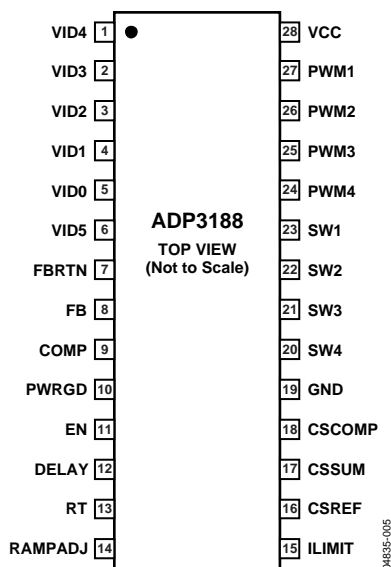 VID4 1 28 VCC
VID3 2 27 PWM1
VID2 3 26 PWM2
VID1 4 25 PWM3
VID0 5 24 PWM4
ADP3188
VID5 6 23 SW1
TOP VIEW
(Not to Scale)
FBRTN 7 22 SW2
FB 8 21 SW3
COMP 9 20 SW4
PWRGD 10 19 GND
EN 11 18 CSCOMP
DELAY 12 17 CSSUM
RT 13 16 CSREF
RAMPADJ 14 15 ILIMIT
04835-005